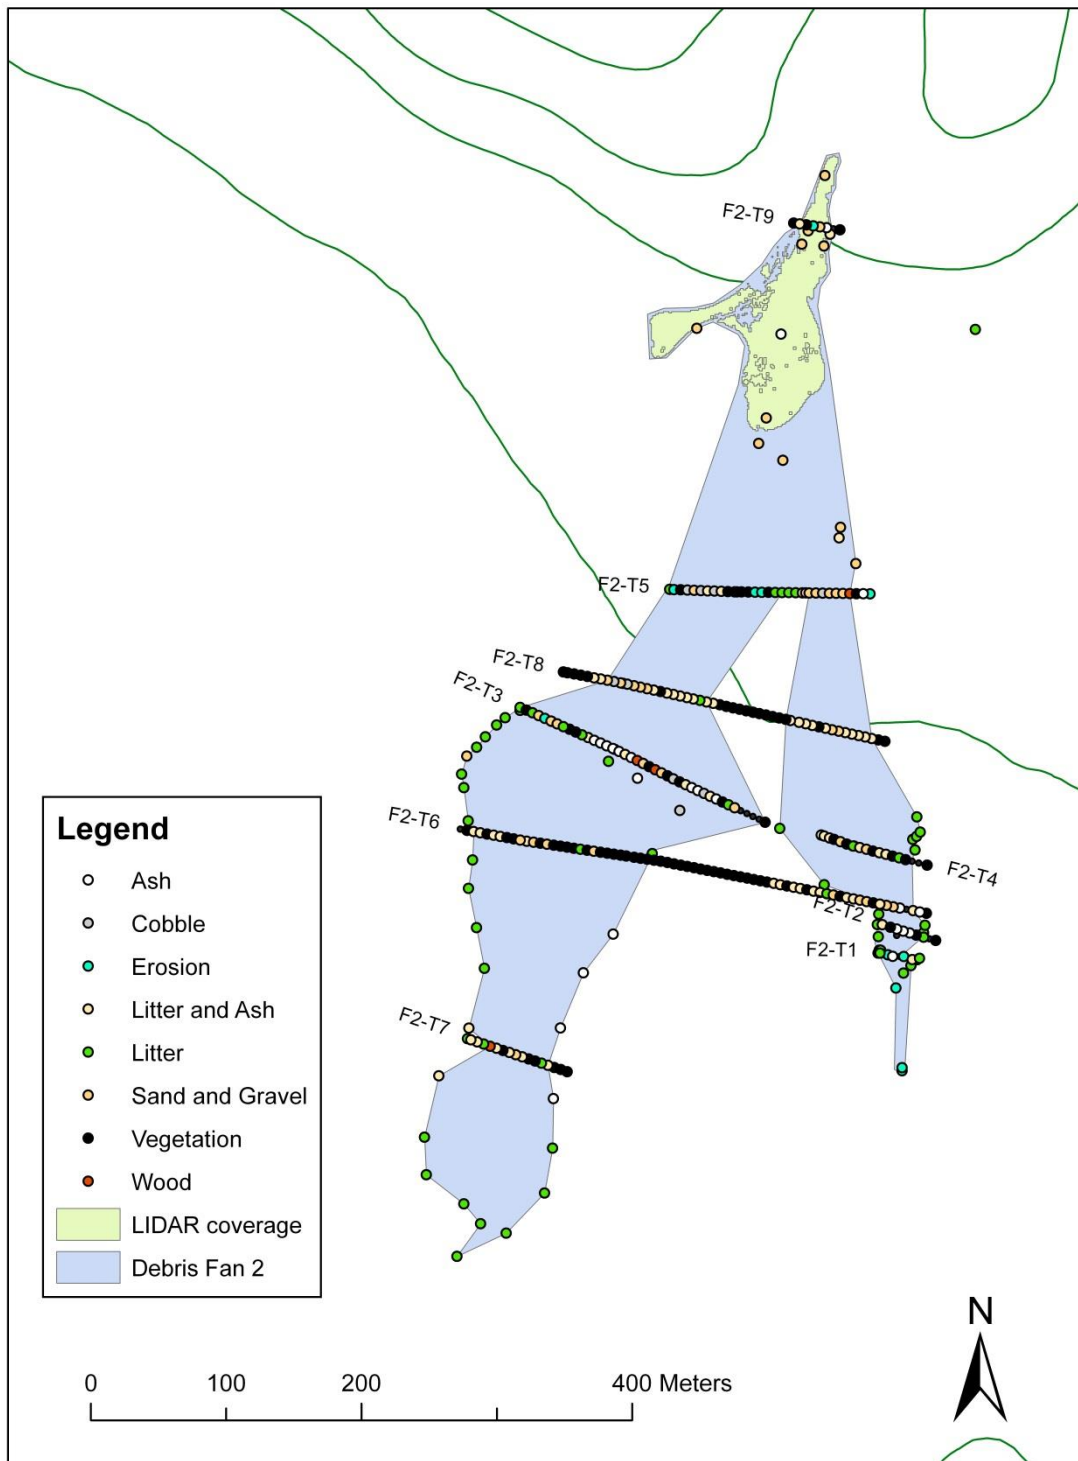 F2-T9
F2-T5
F2-T8
F2-T3
F2-T6
F2-T4
F2-T2
F2-T1
F2-T7
Legend
Ash
Cobble
Erosion
Litter and Ash
Litter
Sand and Gravel
Vegetation
Wood
LIDAR coverage
Debris Fan 2
N
0 100 200 400 Meters